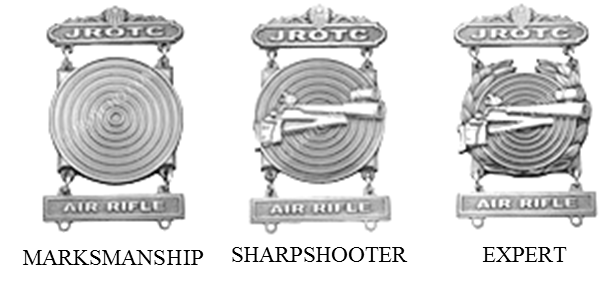 JROTC JROTC JROTC
AIR RIFLE AIR RIFLE AIR RIFLE
MARKSMANSHIP SHARPSHOOTER EXPERT